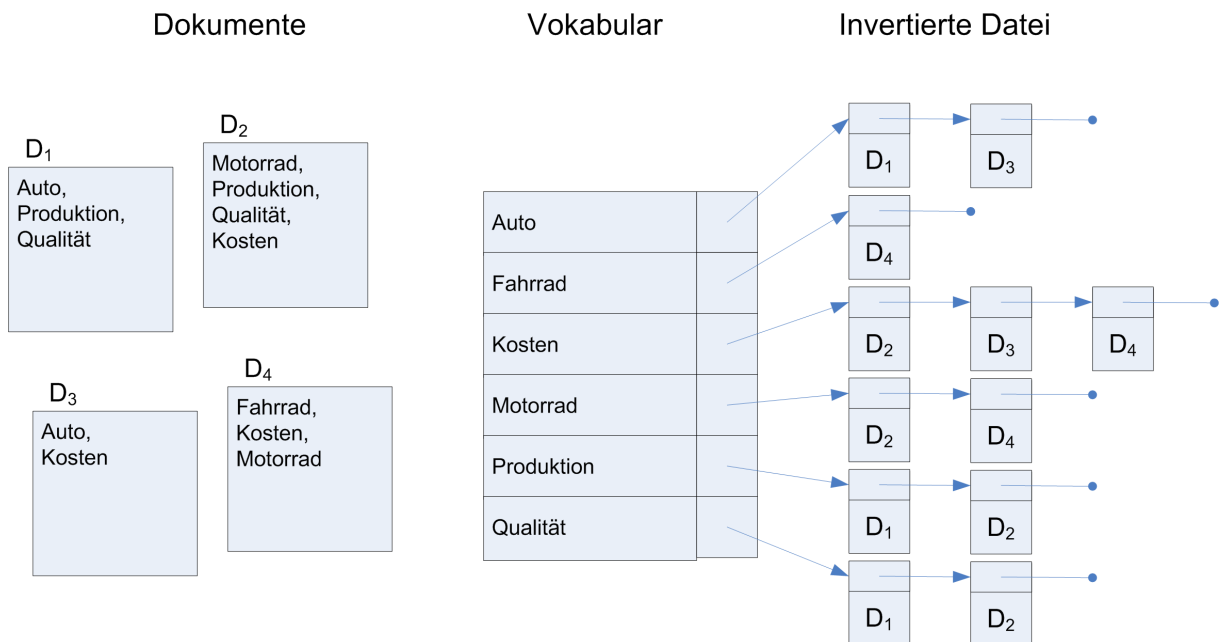 Dokumente
Vokabular
Invertierte Datei
D₁
Auto,
Produktion,
Qualität
D₂
Motorrad,
Produktion,
Qualität,
Kosten
D₃
Auto,
Kosten
D₄
Fahrrad,
Kosten,
Motorrad
Auto
Fahrrad
Kosten
Motorrad
Produktion
Qualität
D₁ D₃
D₄
D₂ D₃ D₄
D₂ D₄
D₁ D₂
D₁ D₂